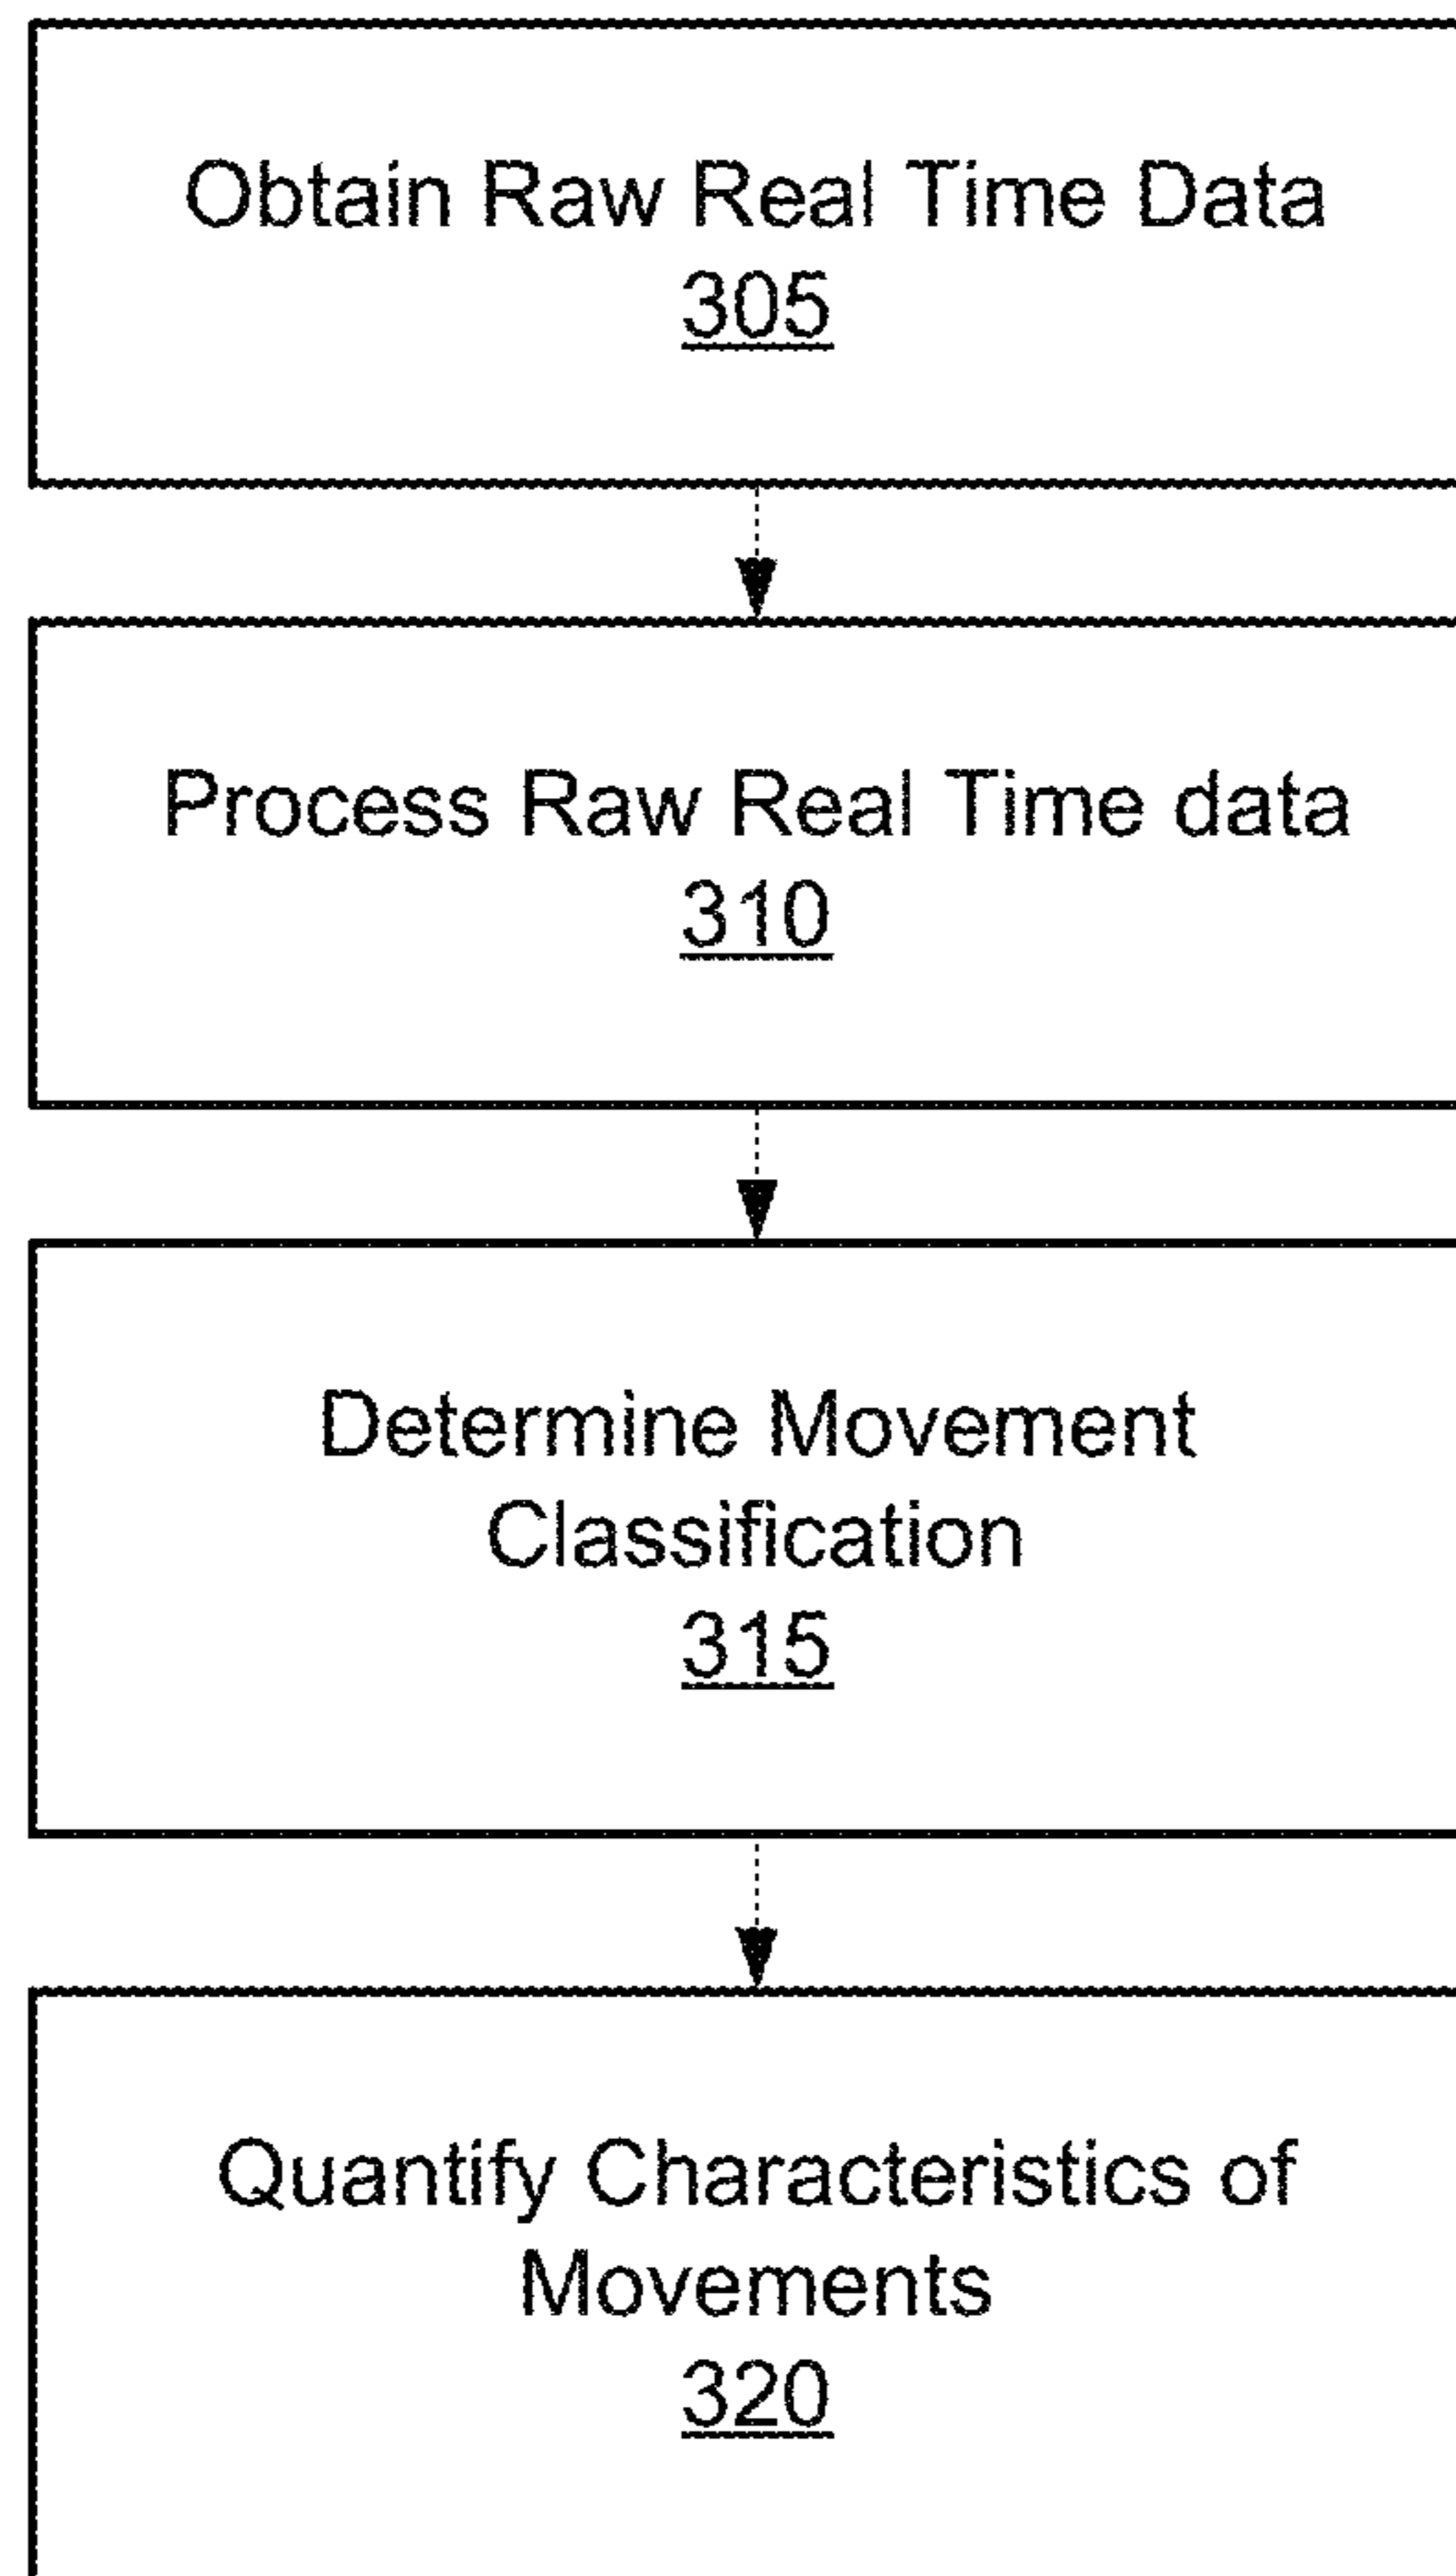 Obtain Raw Real Time Data
305
Process Raw Real Time data
310
Determine Movement
Classification
315
Quantify Characteristics of
Movements
320